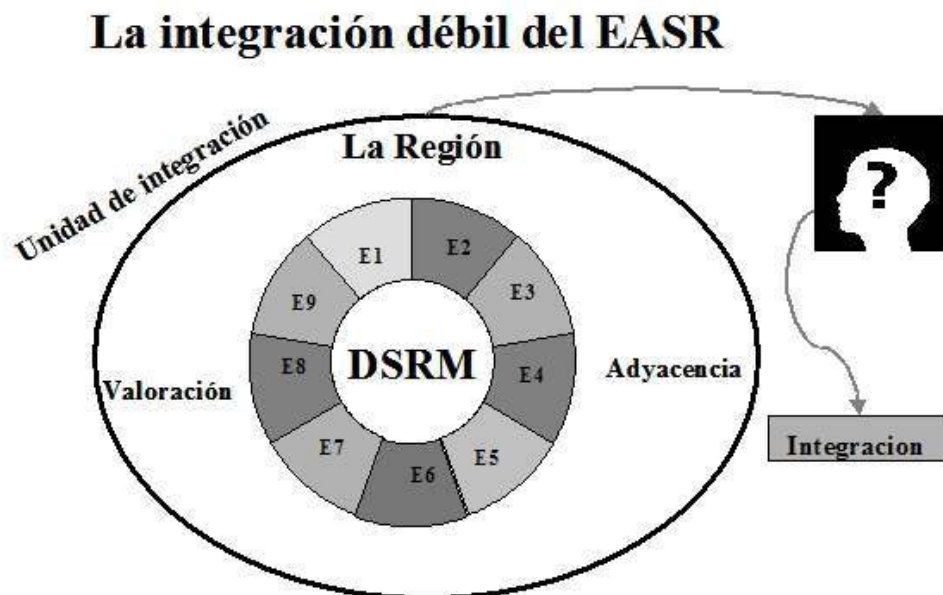 La integración débil del EASR
Unidad de integración
La Región
?
E1
E2
E3
E4
E5
E6
E7
E8
E9
DSRM
Valoración
Adyacencia
Integracion